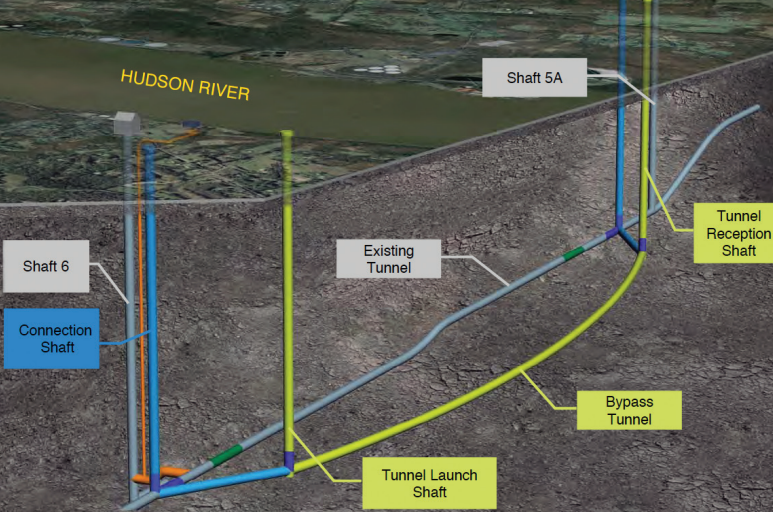 HUDSON RIVER
Shaft 5A
Tunnel
Reception
Shaft
Existing
Tunnel
Shaft 6
Connection
Shaft
Bypass
Tunnel
Tunnel Launch
Shaft